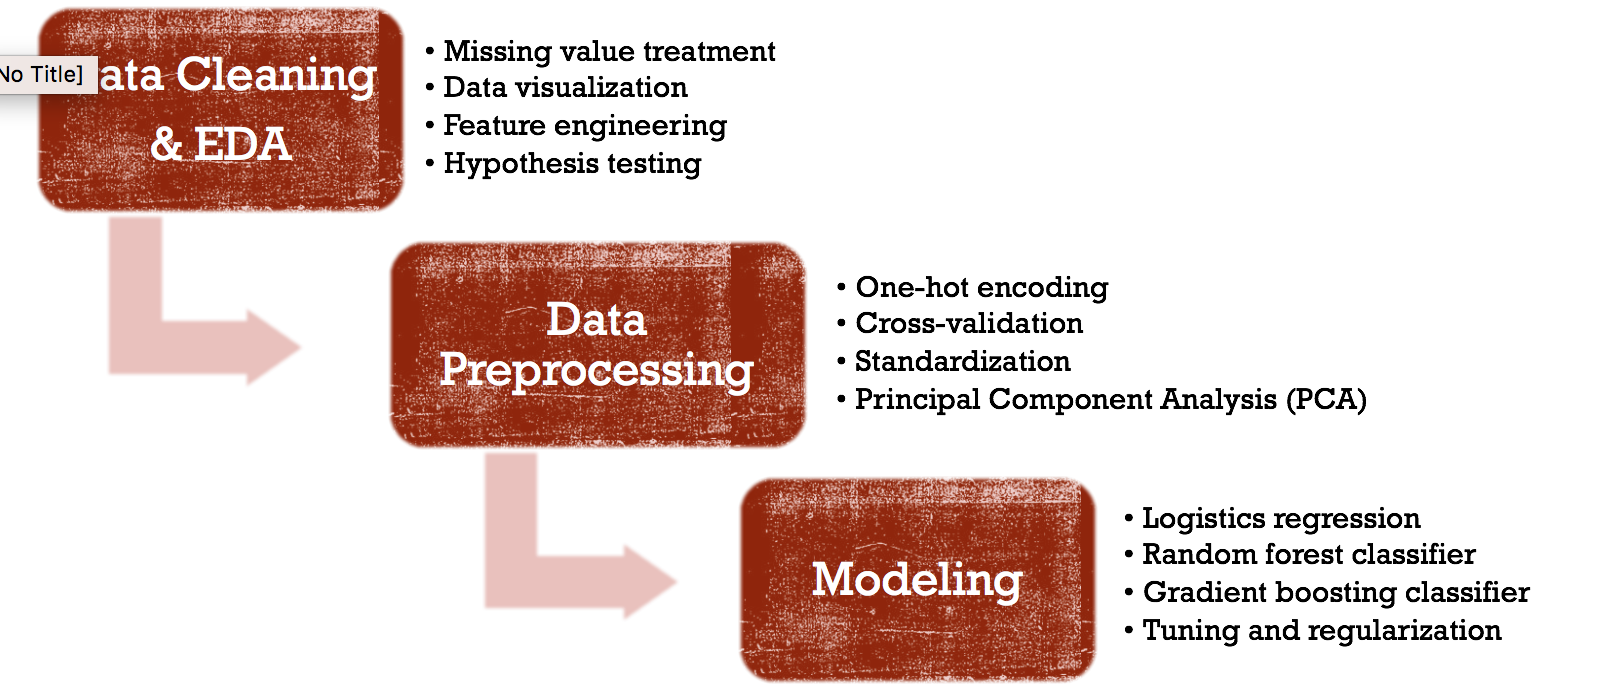 No Title]
ata Cleaning
& EDA
• Missing value treatment
• Data visualization
• Feature engineering
• Hypothesis testing
Data
Preprocessing
• One-hot encoding
• Cross-validation
• Standardization
• Principal Component Analysis (PCA)
Modeling
• Logistics regression
• Random forest classifier
• Gradient boosting classifier
• Tuning and regularization